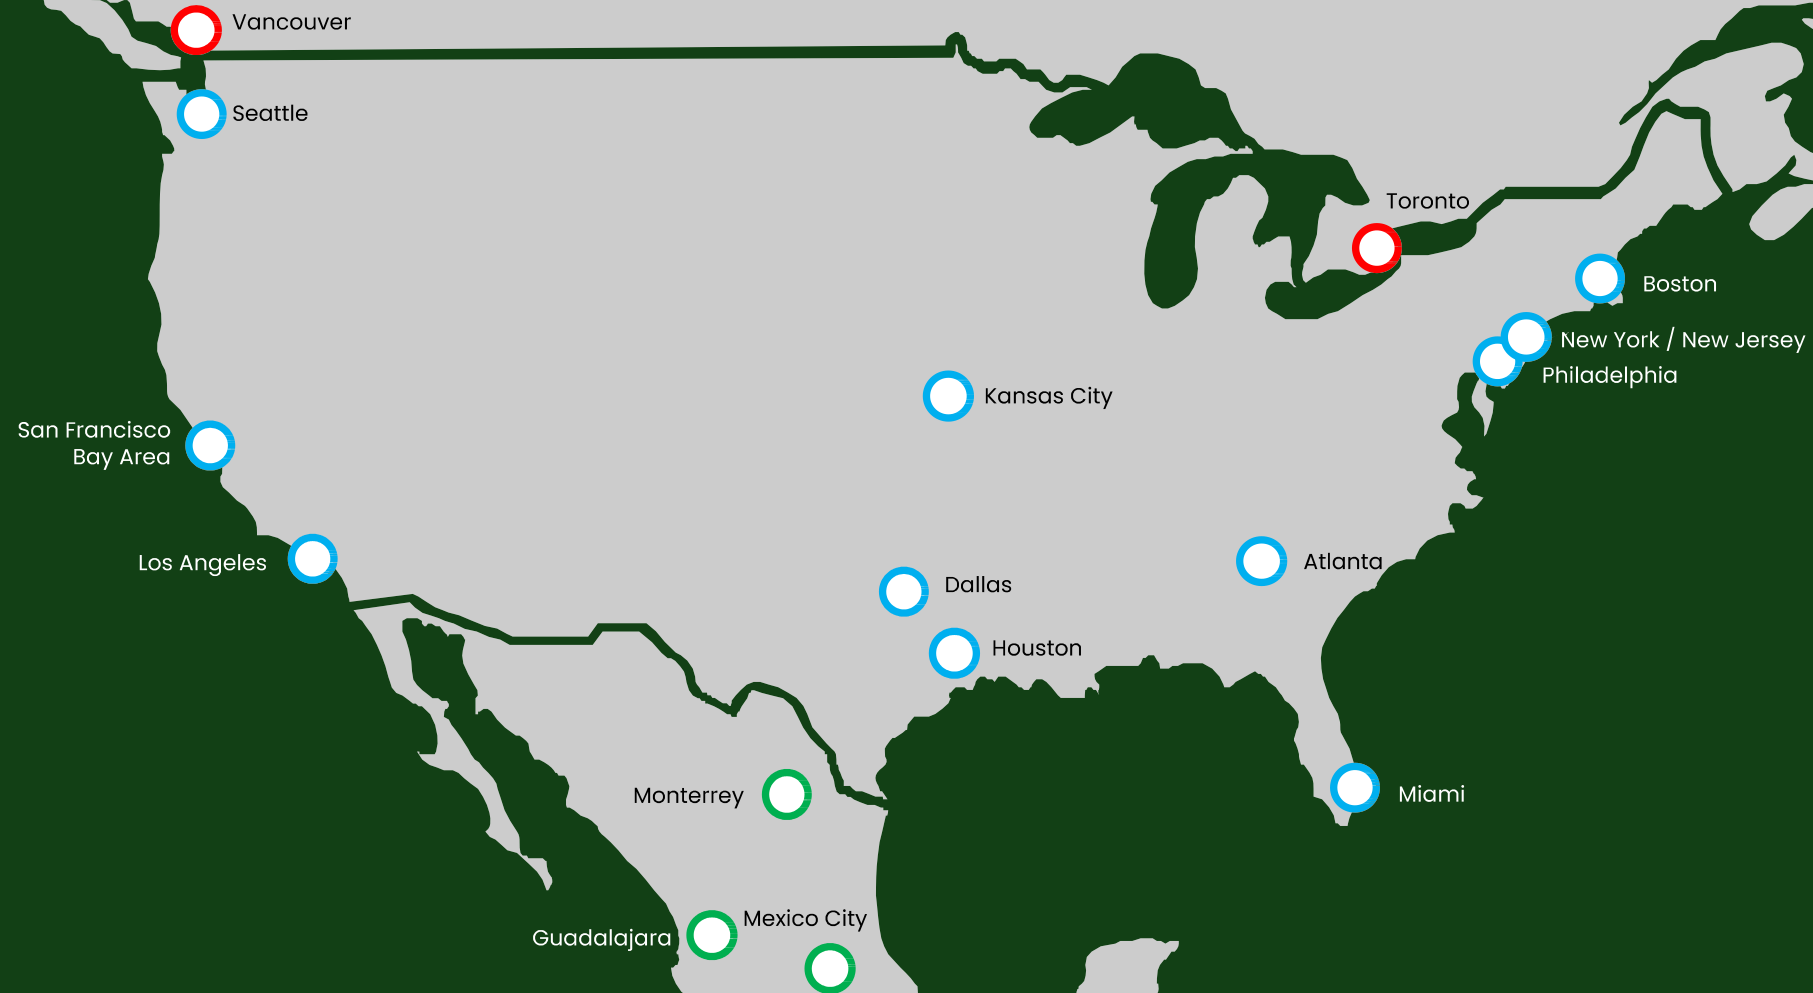 Vancouver
Seattle
Toronto
Boston
New York / New Jersey
Philadelphia
Kansas City
San Francisco
Bay Area
Los Angeles
Dallas
Atlanta
Houston
Monterrey
Miami
Mexico City
Guadalajara